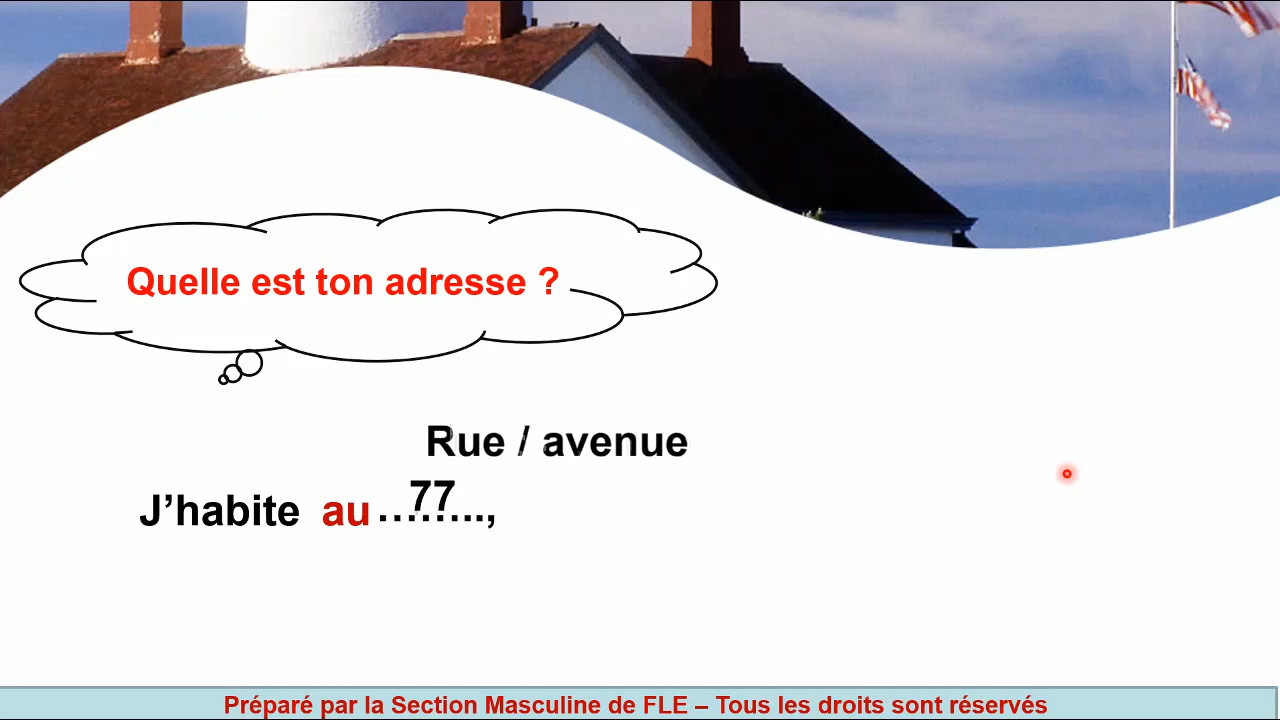 Quelle est ton adresse ?
Rue / avenue
77
J’habite au ........,
Préparé par la Section Masculine de FLE – Tous les droits sont réservés